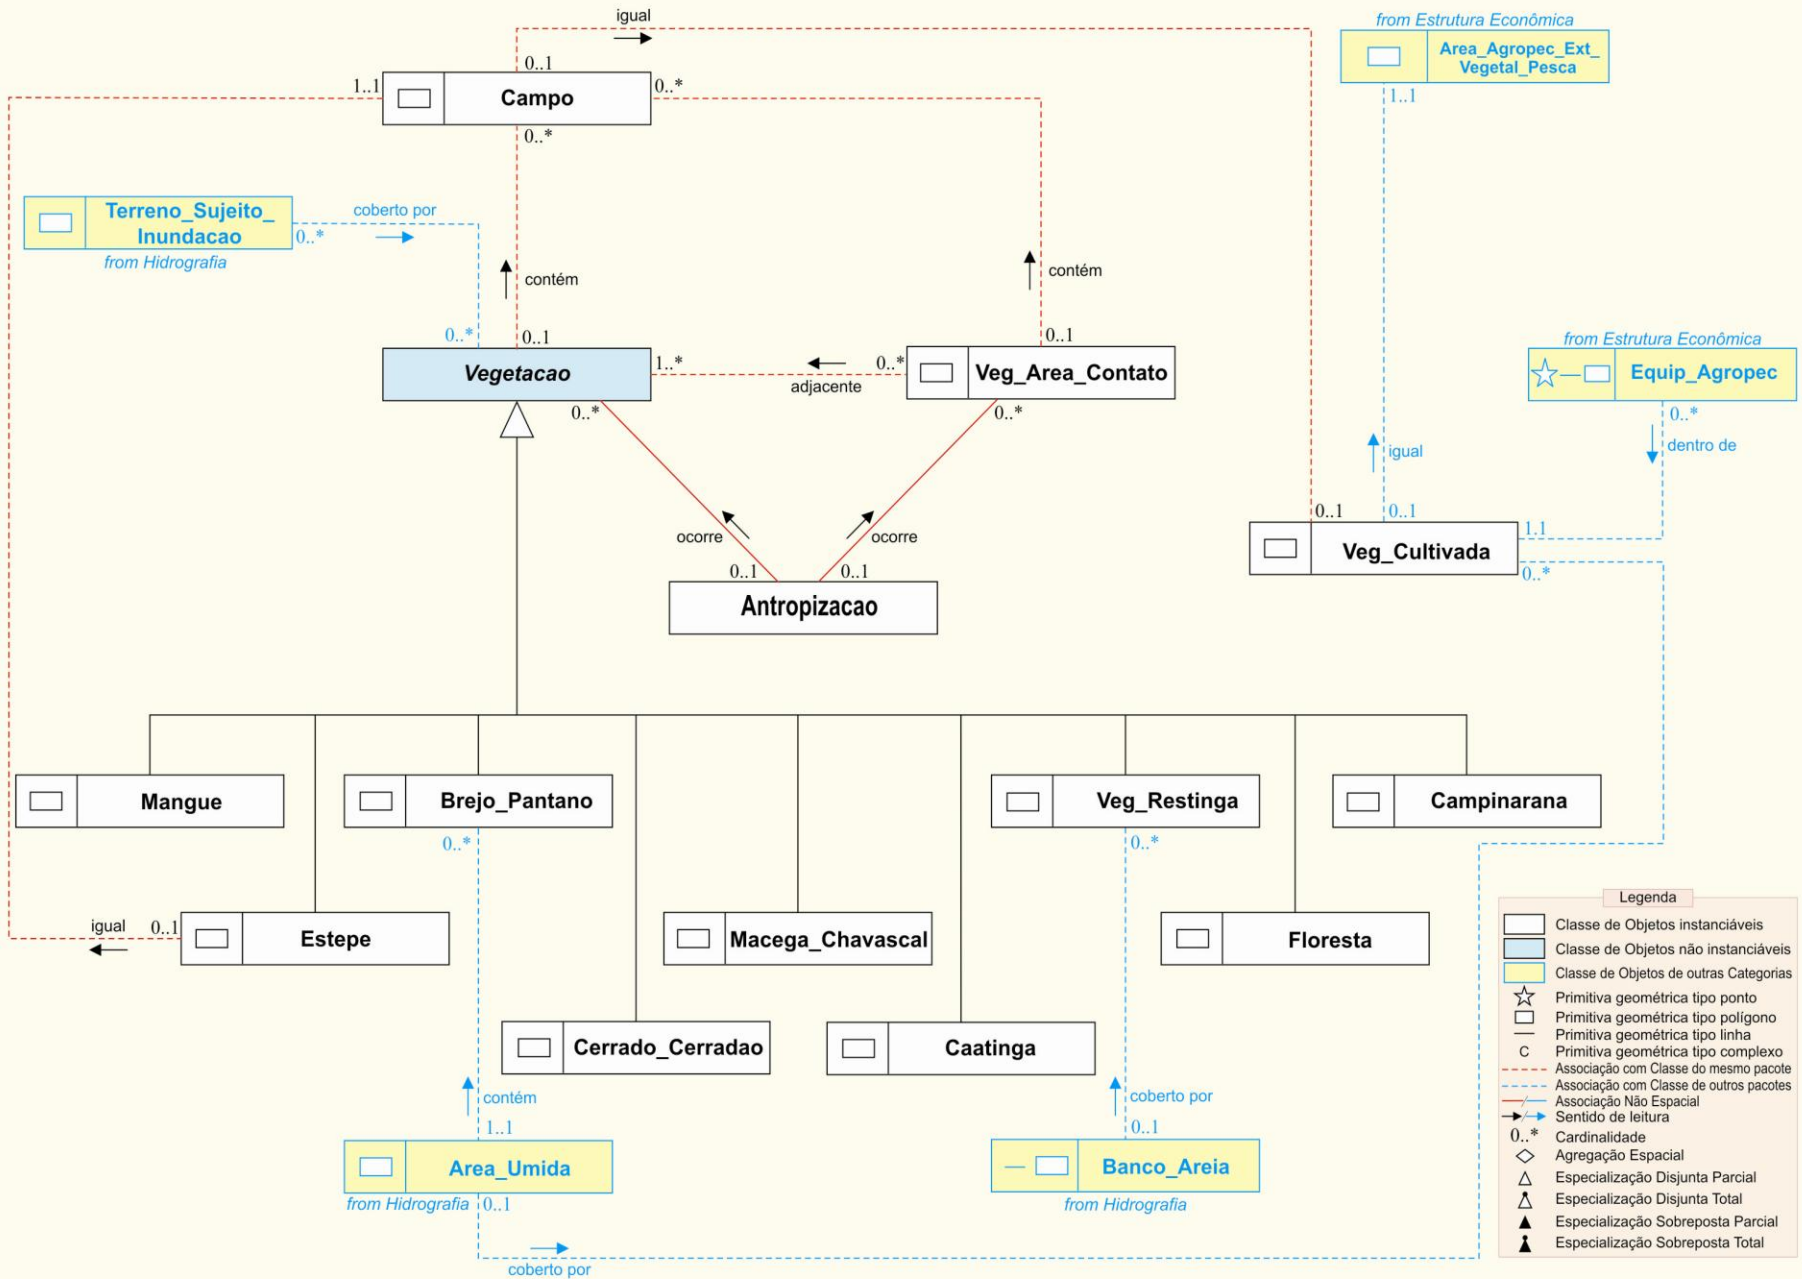 igual
from Estrutura Econômica
Area_Agropec_Ext_
Vegetal_Pesca
1..1
0..1
1..1
Campo
0..*
0..*
Terreno_Sujeito_
Inundacao
0..*
from Hidrografia
coberto por
contém
contém
0..*
0..1
0..1
from Estrutura Econômica
Equip_Agropec
0..*
dentro de
Vegetacao
1..*
adjacente
0..*
Veg_Area_Contato
0..*
0..*
igual
ocorre
ocorre
0..1
0..1
Antropizacao
0..1
0..1
1.1
Veg_Cultivada
0..*
Mangue
Brejo_Pantano
Veg_Restinga
Campinarana
0..*
0..*
igual
0..1
Estepe
Macega_Chavascal
Floresta
Cerrado_Cerradao
Caatinga
contém
1..1
coberto por
0..1
Area_Umida
from Hidrografia
0..1
Banco_Areia
from Hidrografia
coberto por
Legenda
Classe de Objetos instanciáveis
Classe de Objetos não instanciáveis
Classe de Objetos de outras Categorias
Primitiva geométrica tipo ponto
Primitiva geométrica tipo polígono
Primitiva geométrica tipo linha
C Primitiva geométrica tipo complexo
Associação com Classe do mesmo pacote
Associação com Classe de outros pacotes
Associação Não Espacial
Sentido de leitura
0..* Cardinalidade
Agregação Espacial
Especialização Disjunta Parcial
Especialização Disjunta Total
Especialização Sobreposta Parcial
Especialização Sobreposta Total